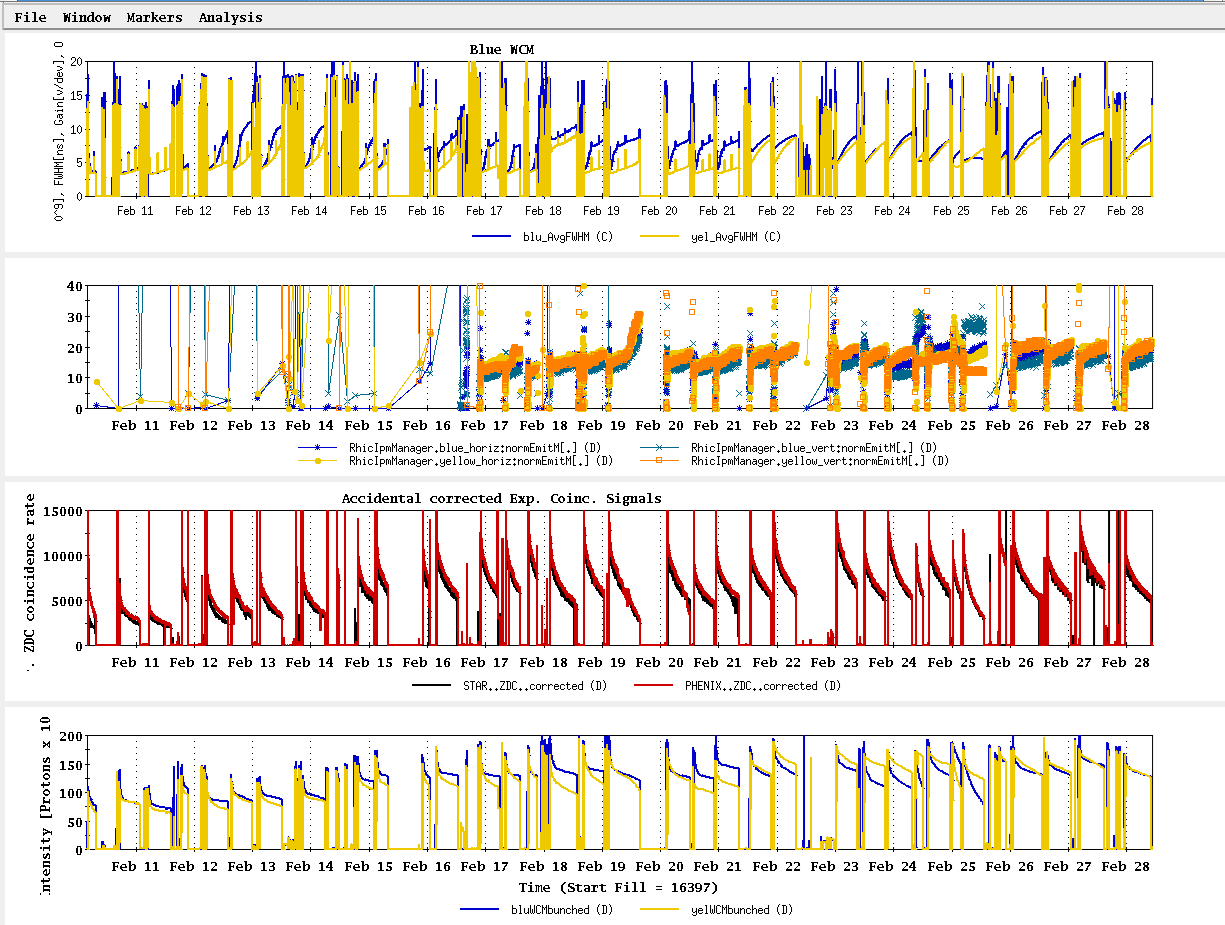 File Window Markers Analysis
Blue WCM
0^9], FWHM[ns], Gain[v/dev], 0
20
15
10
5
0
Feb 11 Feb 12 Feb 13 Feb 14 Feb 15 Feb 16 Feb 17 Feb 18 Feb 19 Feb 20 Feb 21 Feb 22 Feb 23 Feb 24 Feb 25 Feb 26 Feb 27 Feb 28
blu_AvgFWHM (C) yel_AvgFWHM (C)
40
30
20
10
0
Feb 11 Feb 12 Feb 13 Feb 14 Feb 15 Feb 16 Feb 17 Feb 18 Feb 19 Feb 20 Feb 21 Feb 22 Feb 23 Feb 24 Feb 25 Feb 26 Feb 27 Feb 28
RhicIpmManager.blue_horiz:normEmitM[.] (D) RhicIpmManager.blue_vert:normEmitM[.] (D)
RhicIpmManager.yellow_horiz:normEmitM[.] (D) RhicIpmManager.yellow_vert:normEmitM[.] (D)
Accidental corrected Exp. Coinc. Signals
. ZDC coincidence rate
15000
10000
5000
0
Feb 11 Feb 12 Feb 13 Feb 14 Feb 15 Feb 16 Feb 17 Feb 18 Feb 19 Feb 20 Feb 21 Feb 22 Feb 23 Feb 24 Feb 25 Feb 26 Feb 27 Feb 28
STAR..ZDC..corrected (D) PHENIX..ZDC..corrected (D)
ntensity [Protons x 10
200
150
100
50
0
Feb 11 Feb 12 Feb 13 Feb 14 Feb 15 Feb 16 Feb 17 Feb 18 Feb 19 Feb 20 Feb 21 Feb 22 Feb 23 Feb 24 Feb 25 Feb 26 Feb 27 Feb 28
Time (Start Fill = 16397)
bluWCMbunched (D) yelWCMbunched (D)